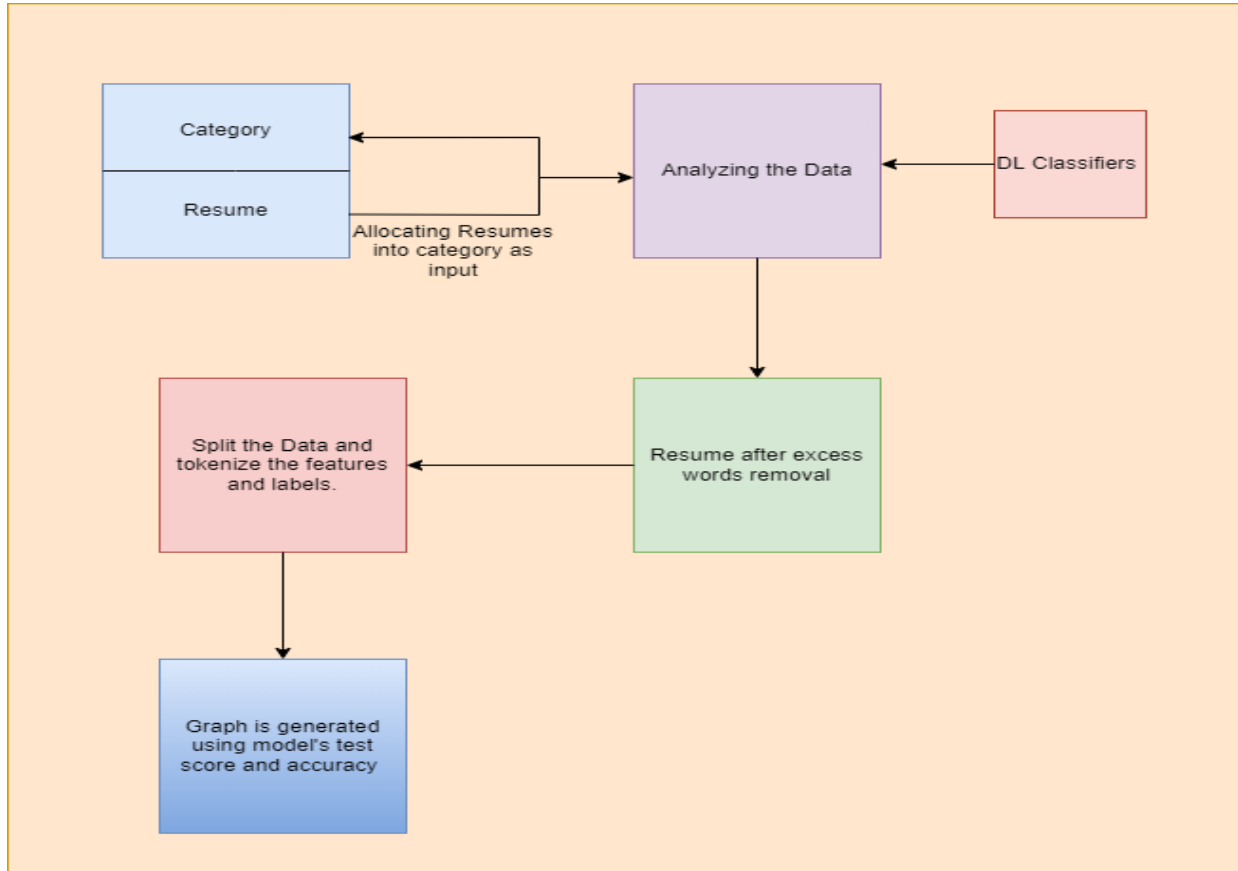 Category
Resume
Allocating Resumes
into category as
input
Analyzing the Data
DL Classifiers
Resume after excess
words removal
Split the Data and
tokenize the features
and labels.
Graph is generated
using model's test
score and accuracy